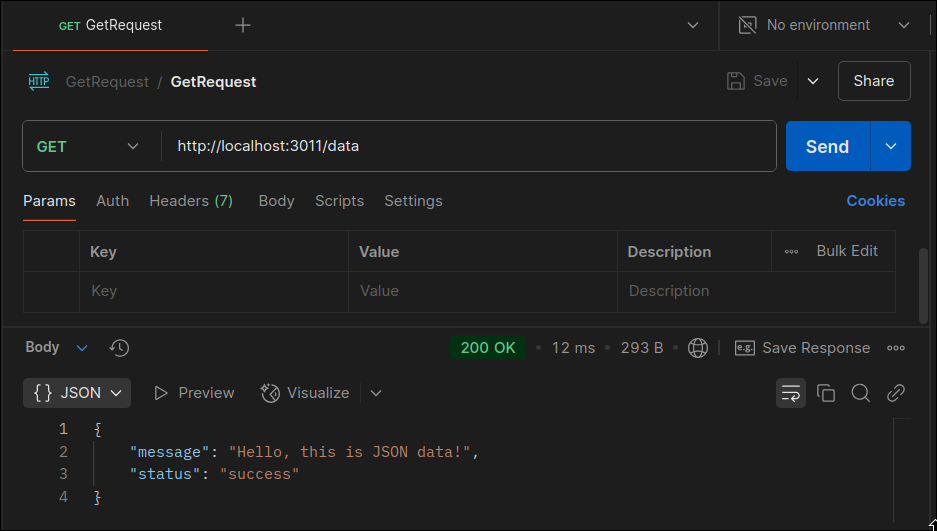 GET GetRequest + No environment
HTTP GetRequest / GetRequest Save Share
GET http://localhost:3011/data Send
Params Auth Headers (7) Body Scripts Settings Cookies
Key Value Description ••• Bulk Edit
Key Value Description
Body 200 OK • 12 ms • 293 B • e.g. Save Response •••
{} JSON Preview Visualize
1 {
2 "message": "Hello, this is JSON data!",
3 "status": "success"
4 }